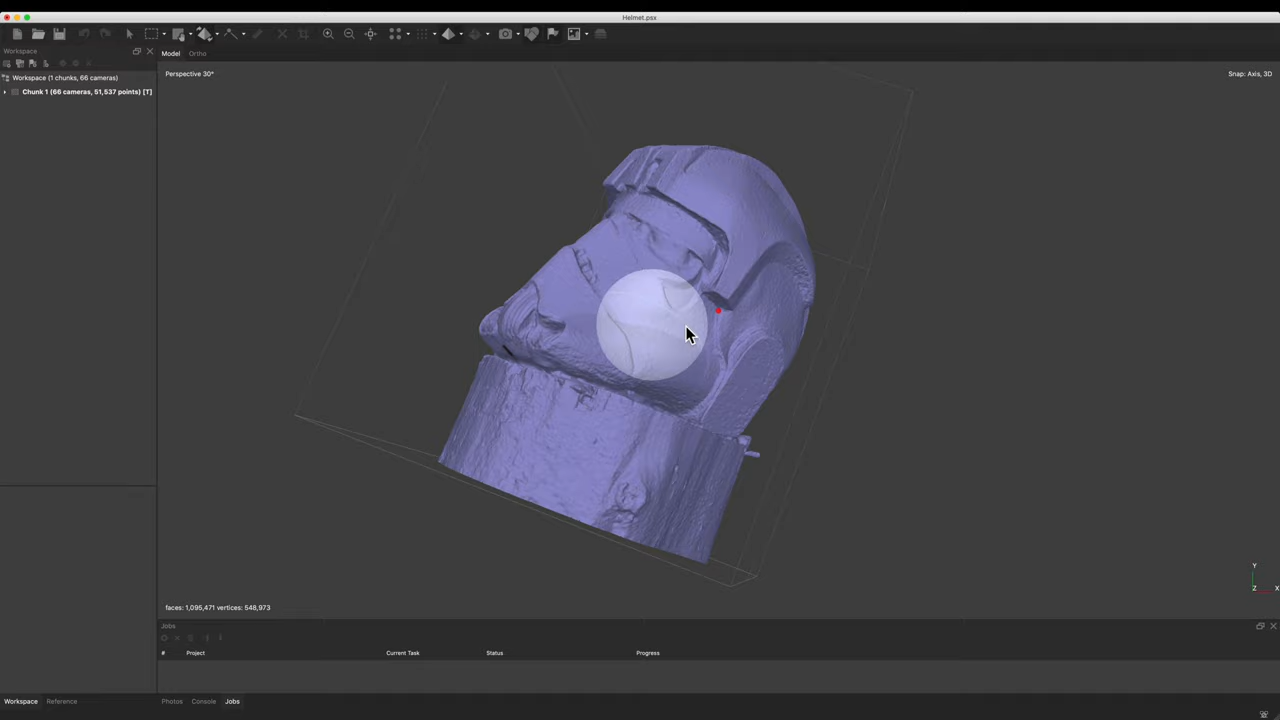 Helmet.psx
Workspace
Model
Ortho
Workspace (1 chunks, 66 cameras)
Chunk 1 (66 cameras, 51,537 points) [T]
Perspective 30°
Snap: Axis, 3D
Y
Z
X
faces: 1,095,471 vertices: 548,973
Jobs
#
Project
Current Task
Status
Progress
Workspace
Reference
Photos
Console
Jobs